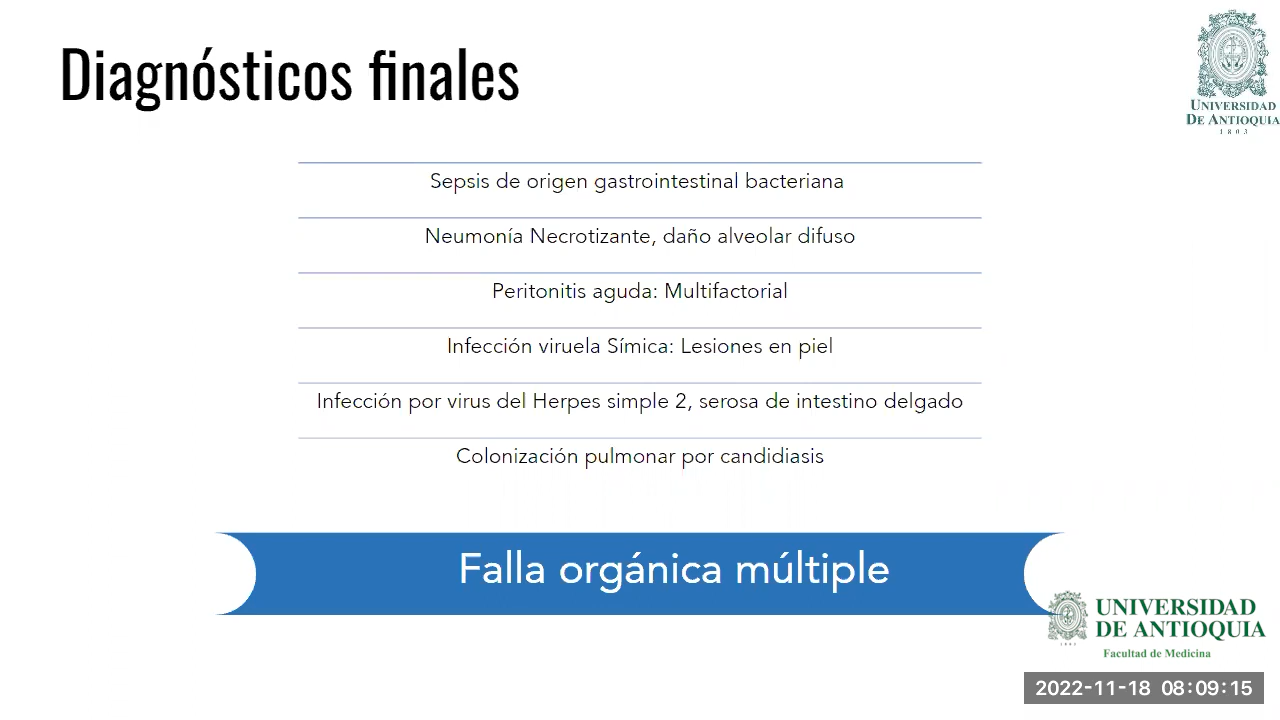 Diagnósticos finales
UNIVERSIDAD
DE ANTIOQUIA
1803
Sepsis de origen gastrointestinal bacteriana
Neumonía Necrotizante, daño alveolar difuso
Peritonitis aguda: Multifactorial
Infección viruela Símica: Lesiones en piel
Infección por virus del Herpes simple 2, serosa de intestino delgado
Colonización pulmonar por candidiasis
Falla orgánica múltiple
UNIVERSIDAD
DE ANTIOQUIA
1803
Facultad de Medicina
2022-11-18 08:09:15